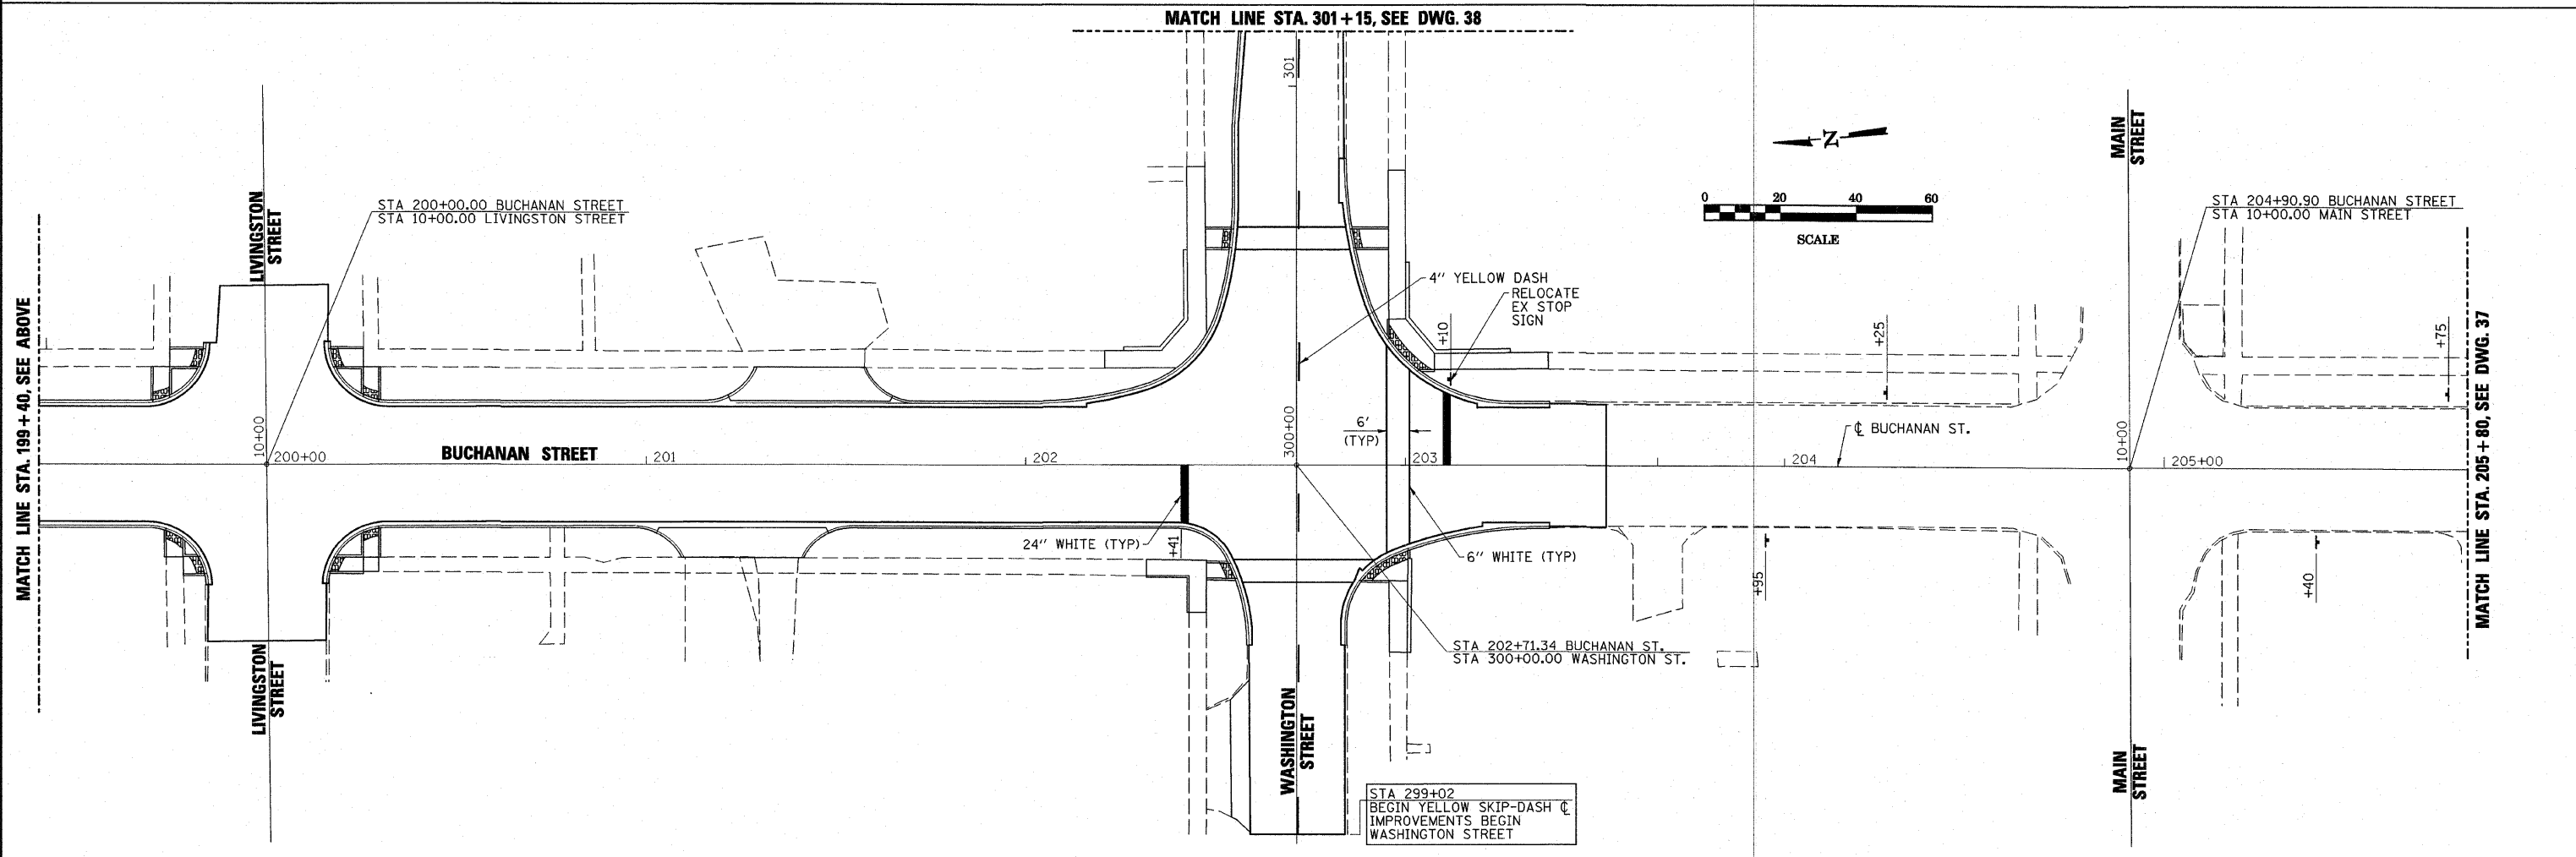 MATCH LINE STA. 301+15, SEE DWG. 38
301
MAIN
STREET
Z
LIVINGSTON
STREET
STA 200+00.00 BUCHANAN STREET
STA 10+00.00 LIVINGSTON STREET
0 20 40 60
SCALE
STA 204+90.90 BUCHANAN STREET
STA 10+00.00 MAIN STREET
4" YELLOW DASH
RELOCATE
EX STOP
SIGN
+10
+25
+75
MATCH LINE STA. 199+40, SEE ABOVE
MATCH LINE STA. 205+80, SEE DWG. 37
10+00
200+00
BUCHANAN STREET
201
202
300+00
6'
(TYP)
203
℄ BUCHANAN ST.
204
10+00
205+00
24" WHITE (TYP)
+41
6" WHITE (TYP)
+95
+40
STA 202+71.34 BUCHANAN ST.
STA 300+00.00 WASHINGTON ST.
LIVINGSTON
STREET
WASHINGTON
STREET
MAIN
STREET
STA 299+02
BEGIN YELLOW SKIP-DASH ℄
IMPROVEMENTS BEGIN
WASHINGTON STREET